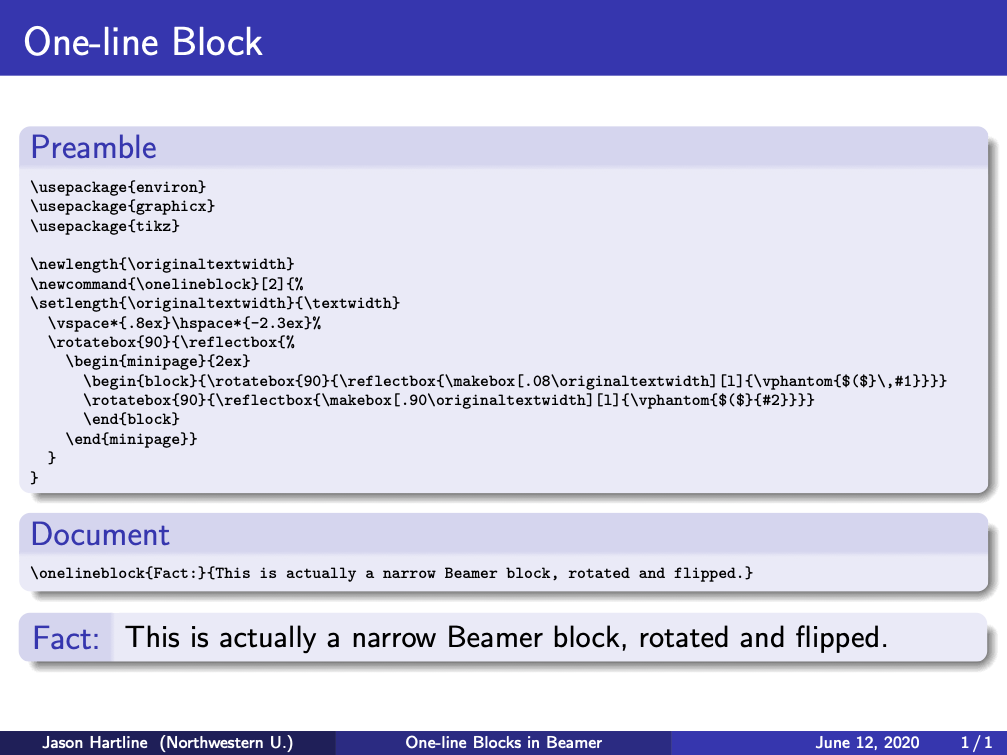 One-line Block
Preamble
\usepackage{environ}
\usepackage{graphicx}
\usepackage{tikz}
\newlength{\originaltextwidth}
\newcommand{\onelineblock}[2]{%
\setlength{\originaltextwidth}{\textwidth}
  \vspace*{.8ex}\hspace*{-2.3ex}%
  \rotatebox{90}{\reflectbox{%
    \begin{minipage}{2ex}
      \begin{block}{\rotatebox{90}{\reflectbox{\makebox[.08\originaltextwidth][l]{\vphantom{$($}\,#1}}}}
      \rotatebox{90}{\reflectbox{\makebox[.90\originaltextwidth][l]{\vphantom{$($}{#2}}}}
      \end{block}
    \end{minipage}}
  }
}
Document
\onelineblock{Fact:}{This is actually a narrow Beamer block, rotated and flipped.}
Fact: This is actually a narrow Beamer block, rotated and flipped.
Jason Hartline (Northwestern U.) One-line Blocks in Beamer June 12, 2020 1 / 1